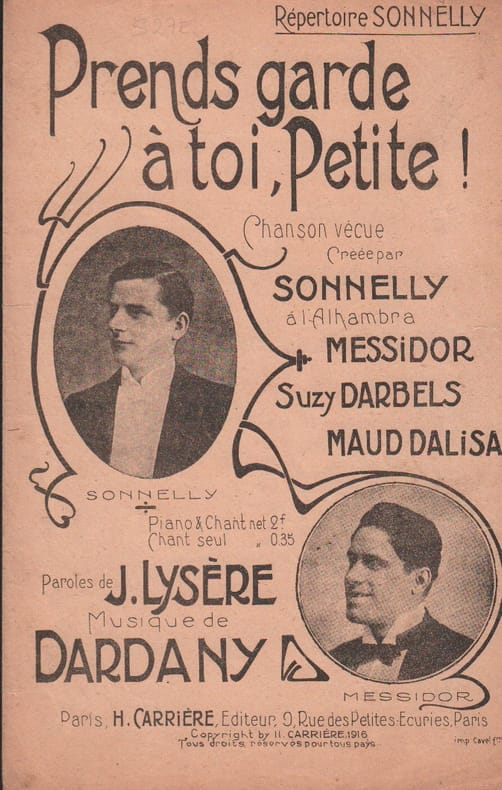 Répertoire SONNELLY
Prends garde
à toi, Petite !
Chanson vécue
Créée par
SONNELLY
à l'Alhambra
MESSIDOR
Suzy DARBELS
MAUD DALISA
SONNELLY
Piano & Chant net 2f
Chant seul „ 0.35
Paroles de J. LYSÈRE
Musique de
DARDANY
MESSIDOR
Paris, H. CARRIÈRE, Editeur, 9, Rue des Petites-Ecuries, Paris
Copyright by H. CARRIÈRE, 1916
Tous droits réservés pour tous pays
imp. Cavel